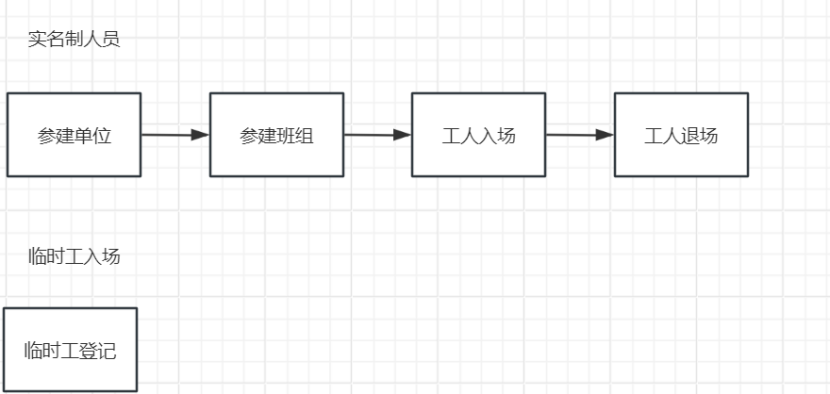 实名制人员
参建单位
参建班组
工人入场
工人退场
临时工入场
临时工登记